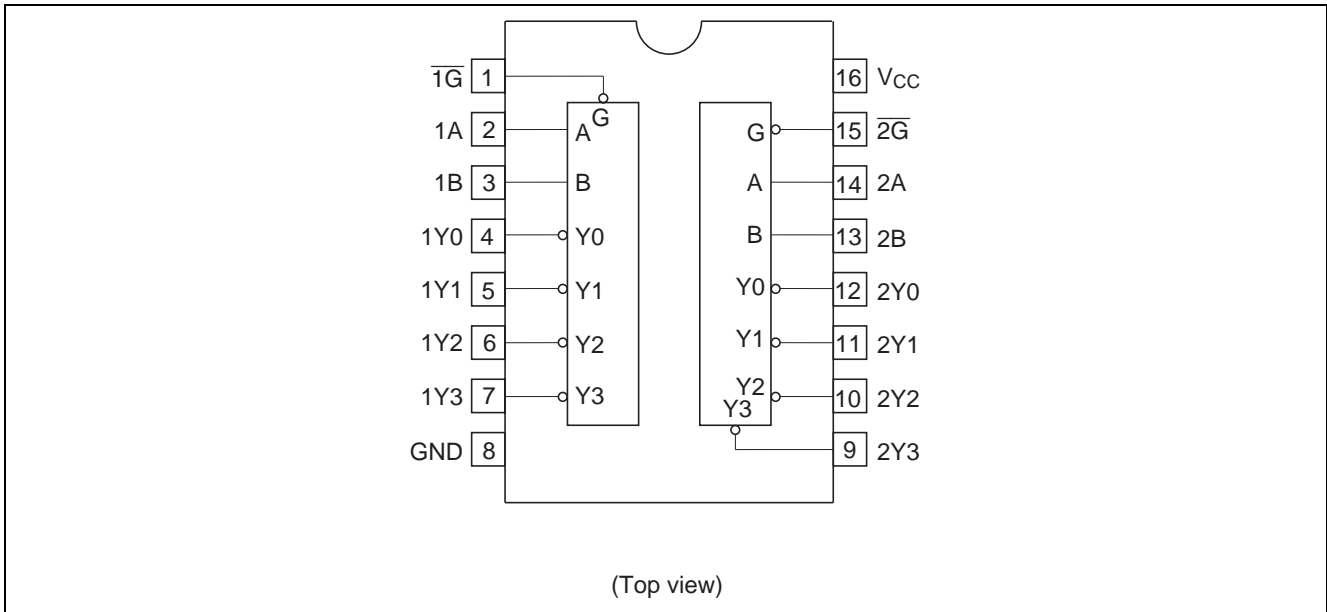 1G 1 16 VCC
G
1A 2 A G 15 2G
1B 3 B A 14 2A
1Y0 4 Y0 B 13 2B
1Y1 5 Y1 Y0 12 2Y0
1Y2 6 Y2 Y1 11 2Y1
1Y3 7 Y3 Y2 10 2Y2
Y3
GND 8 9 2Y3
(Top view)